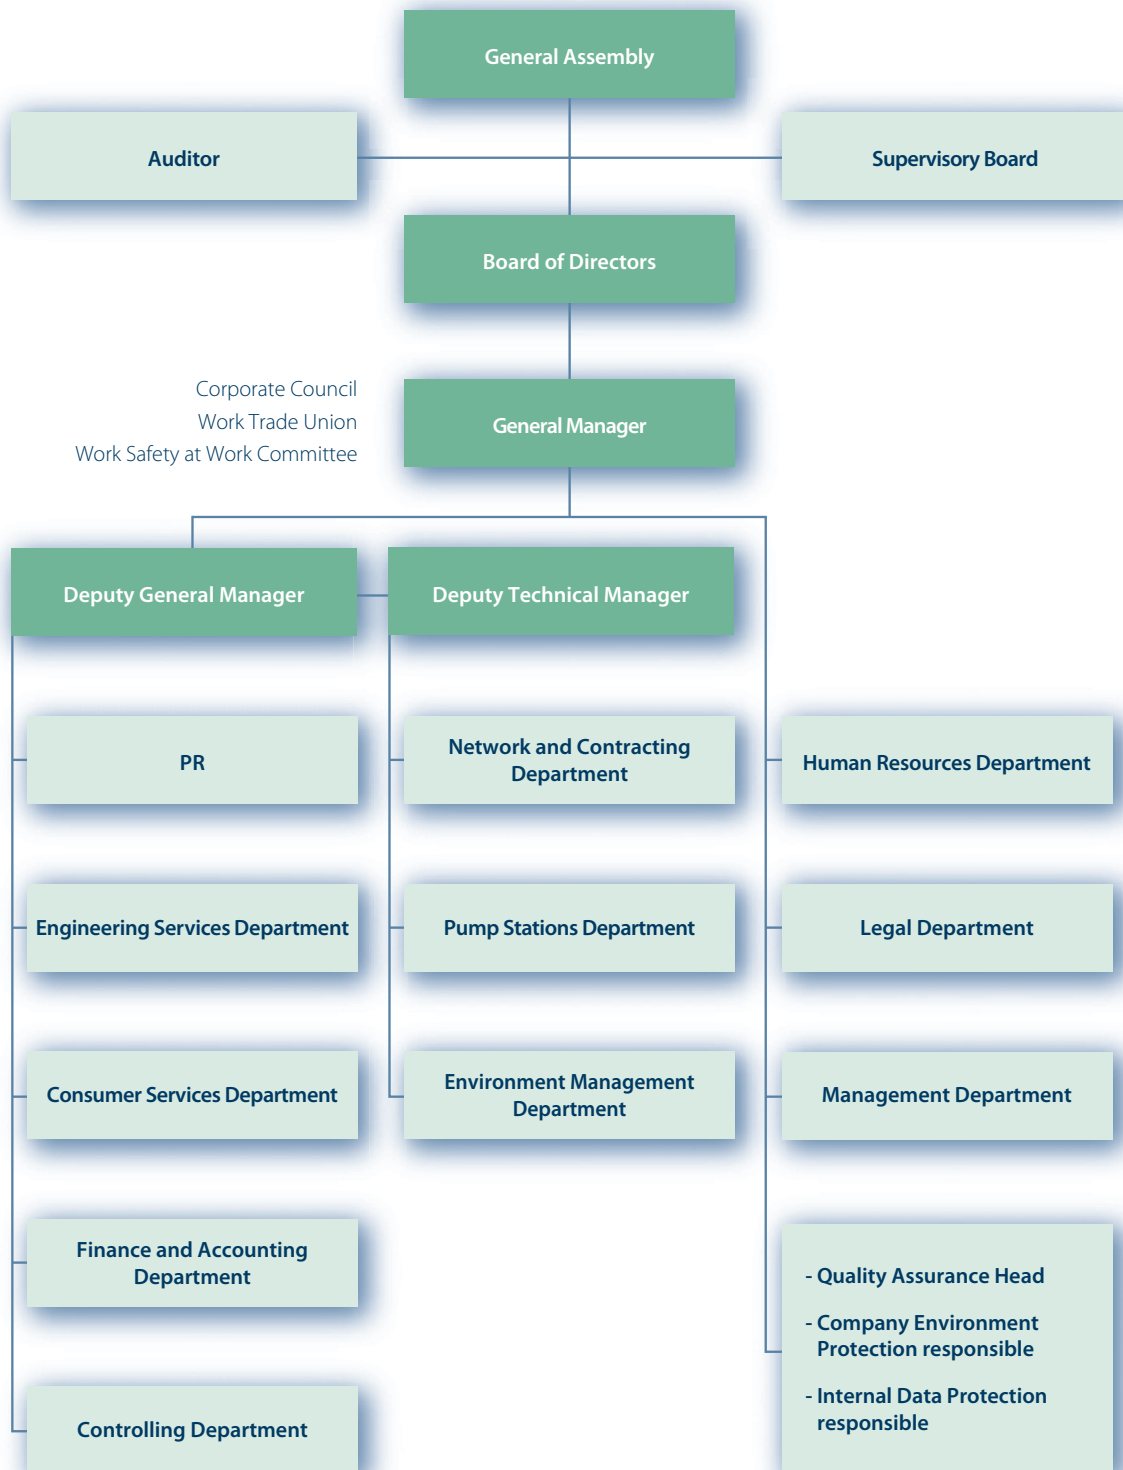 General Assembly
Auditor
Supervisory Board
Board of Directors
Corporate Council
Work Trade Union
Work Safety at Work Committee
General Manager
Deputy General Manager
Deputy Technical Manager
PR
Network and Contracting
Department
Human Resources Department
Engineering Services Department
Pump Stations Department
Legal Department
Consumer Services Department
Environment Management
Department
Management Department
Finance and Accounting
Department
- Quality Assurance Head
- Company Environment
Protection responsible
- Internal Data Protection
responsible
Controlling Department